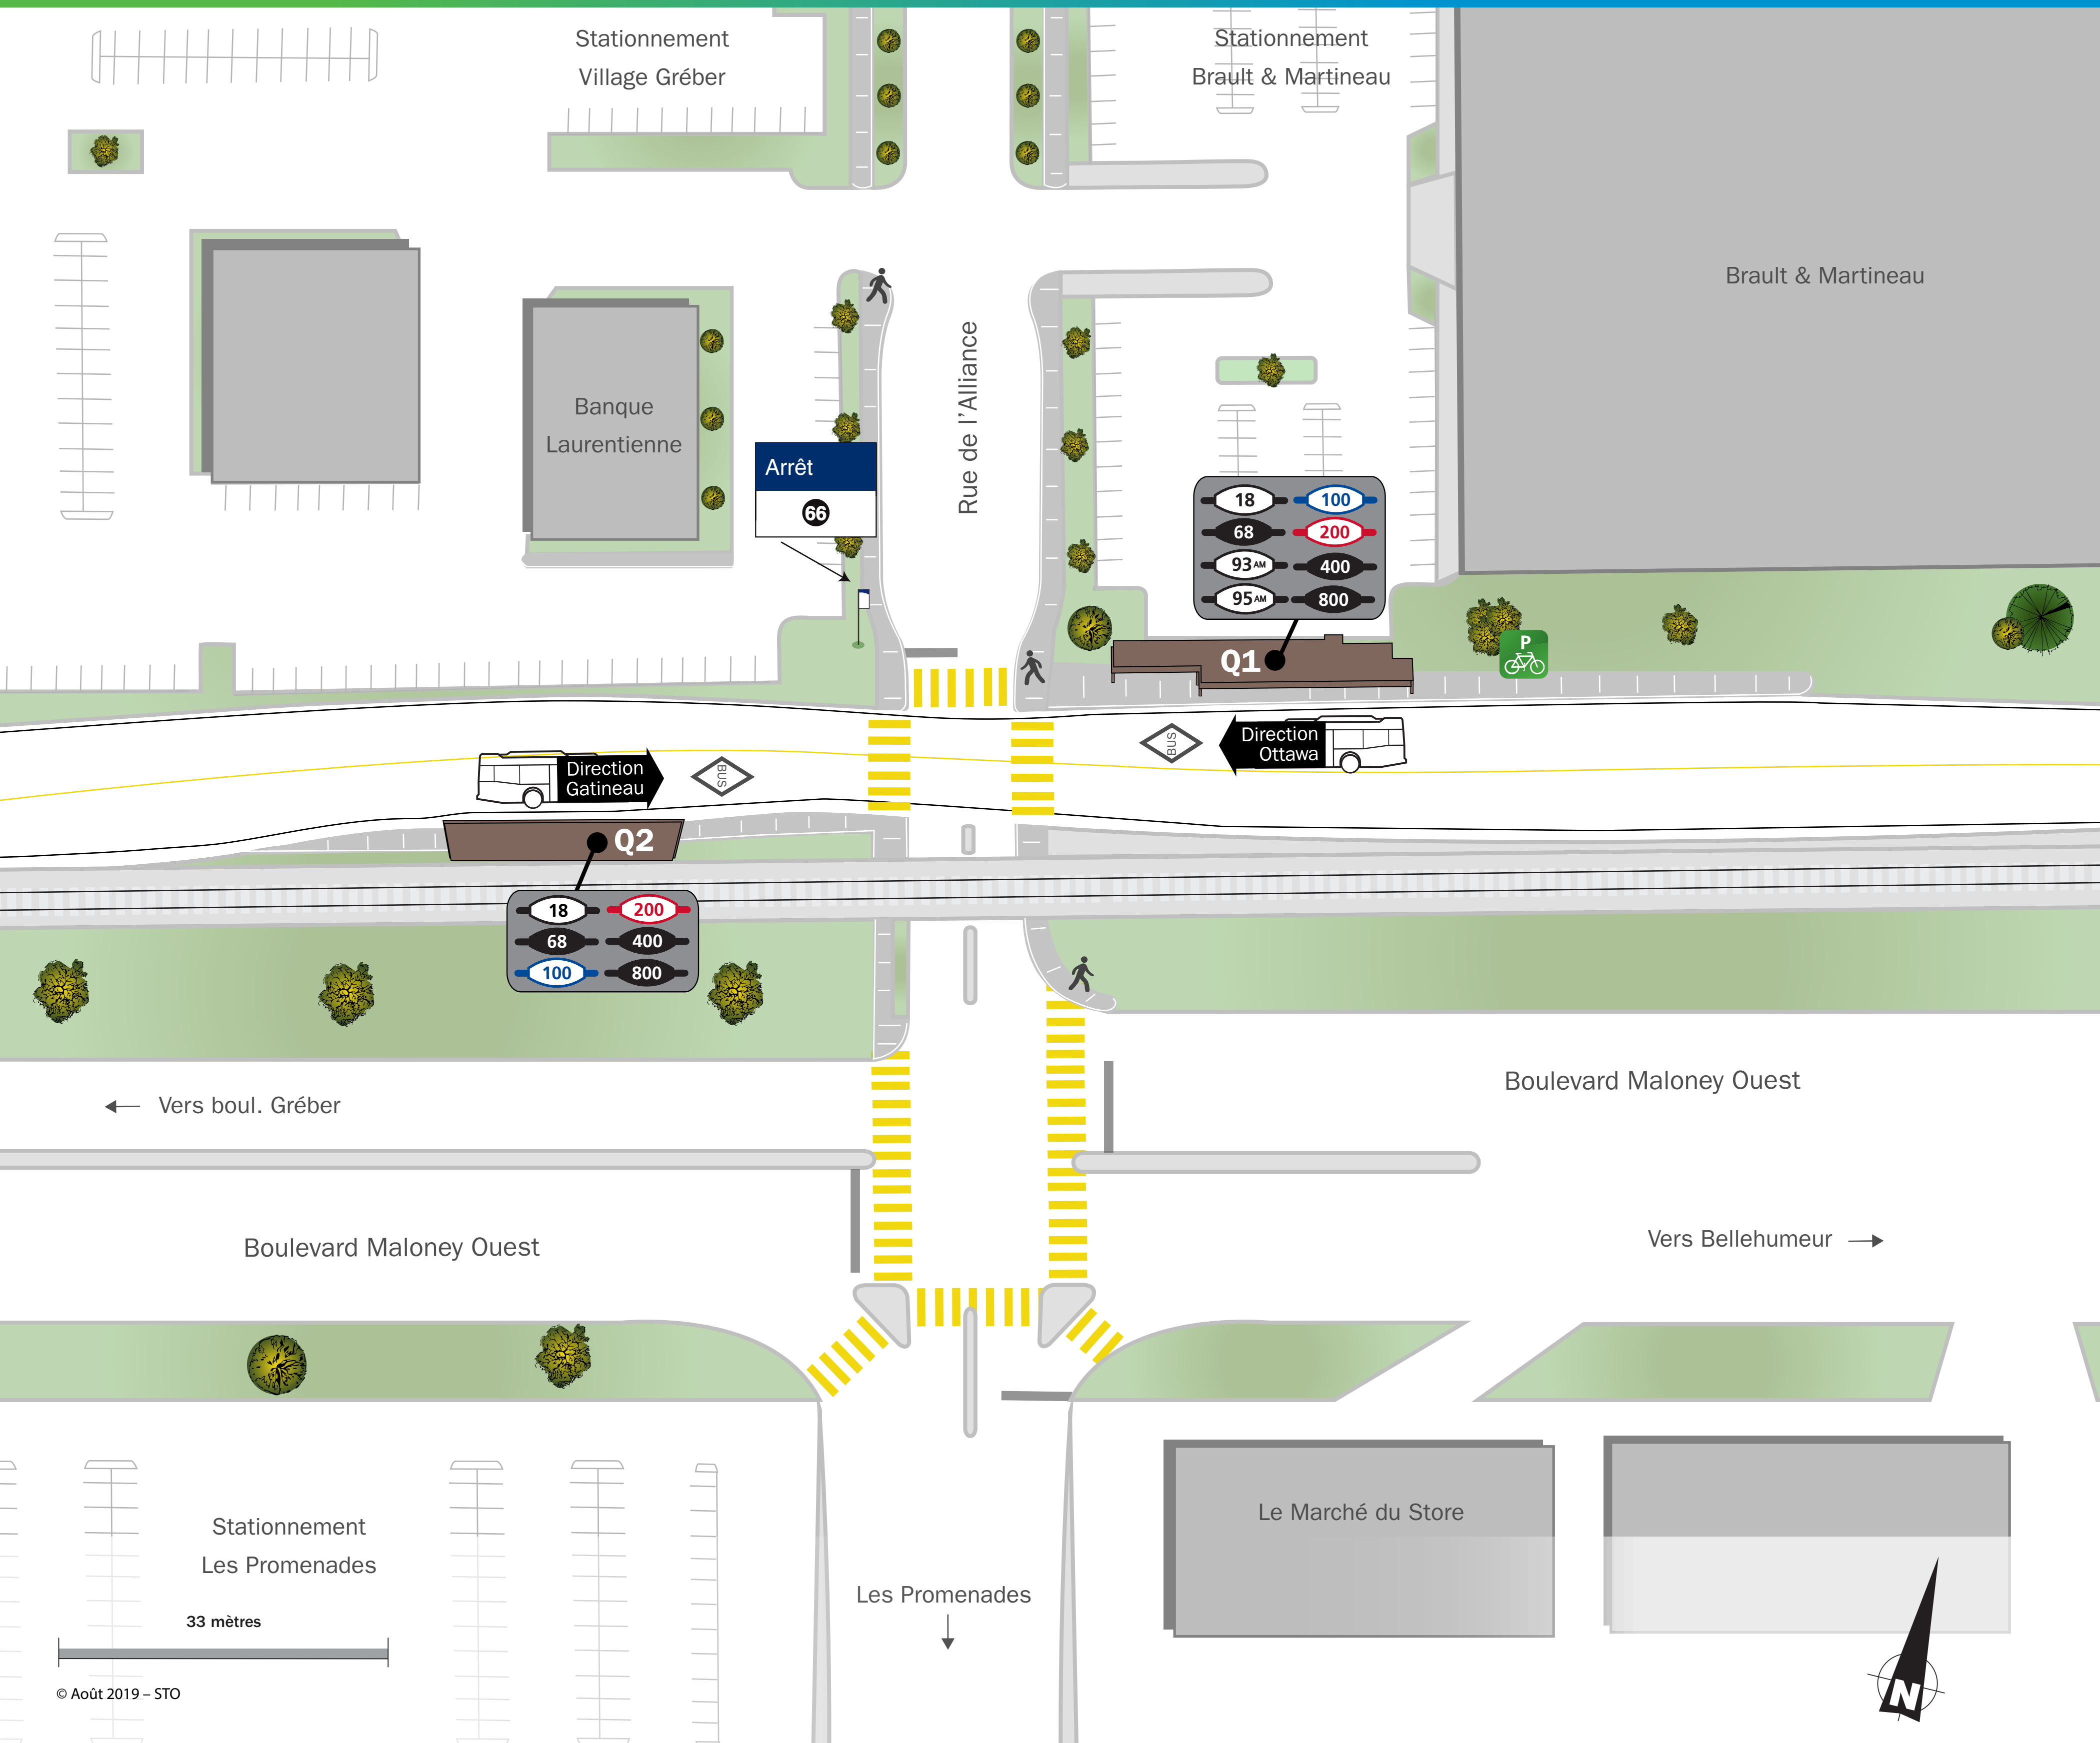 Stationnement
Village Gréber
Stationnement
Brault & Martineau
Brault & Martineau
Banque
Laurentienne
Rue de l'Alliance
Arrêt
66
18 100
68 200
93 AM 400
95 AM 800
Q1
P
Direction
Ottawa
BUS
Direction
Gatineau
BUS
Q2
18 200
68 400
100 800
Boulevard Maloney Ouest
Vers boul. Gréber
Boulevard Maloney Ouest
Vers Bellehumeur
Stationnement
Les Promenades
Le Marché du Store
Les Promenades
33 mètres
© Août 2019 – STO
N